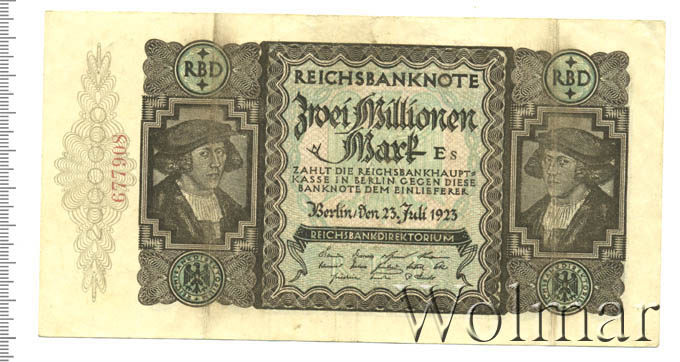 RBD
RBD
REICHSBANKNOTE
Zwei Millionen
Mark
Es
ZAHLT DIE REICHSBANKHAUPT=
KASSE IN BERLIN GEGEN DIESE
BANKNOTE DEM EINLIEFERER
Berlin, den 23. Juli 1923
REICHSBANKDIREKTORIUM
677908
Wolmar